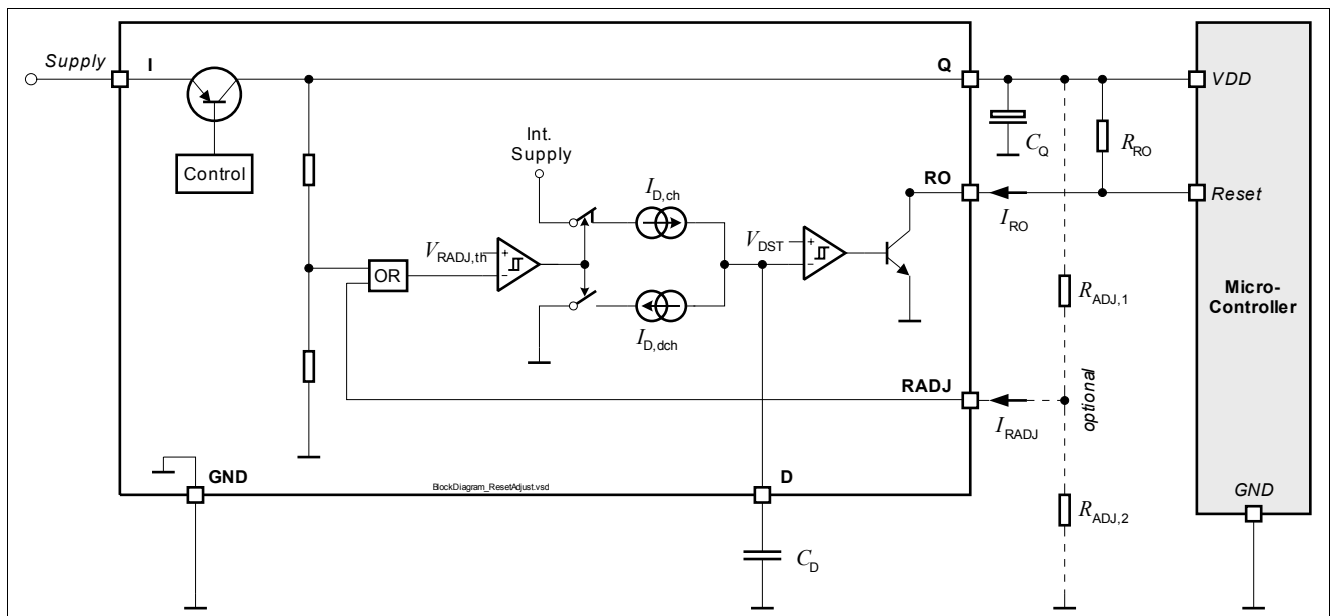 Supply
I
Q
VDD
Int.
Supply
C_Q
R_RO
Control
I_D,ch
RO
Reset
I_RO
V_RADJ,th
+
-
V_DST
+
-
OR
R_ADJ,1
Micro-
Controller
I_D,dch
RADJ
I_RADJ
optional
GND
D
BlockDiagram_ResetAdjust.vsd
GND
R_ADJ,2
C_D